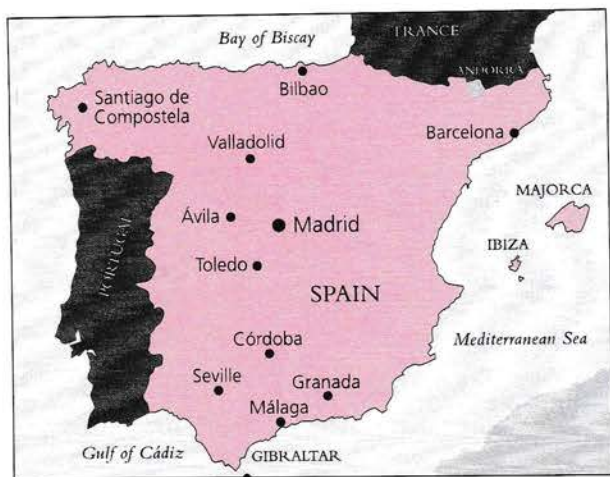 FRANCE
Bay of Biscay
ANDORRA
Bilbao
Santiago de
Compostela
Barcelona
Valladolid
MAJORCA
Ávila
Madrid
PORTUGAL
IBIZA
Toledo
SPAIN
Mediterranean Sea
Córdoba
Seville
Granada
Málaga
Gulf of Cádiz
GIBRALTAR